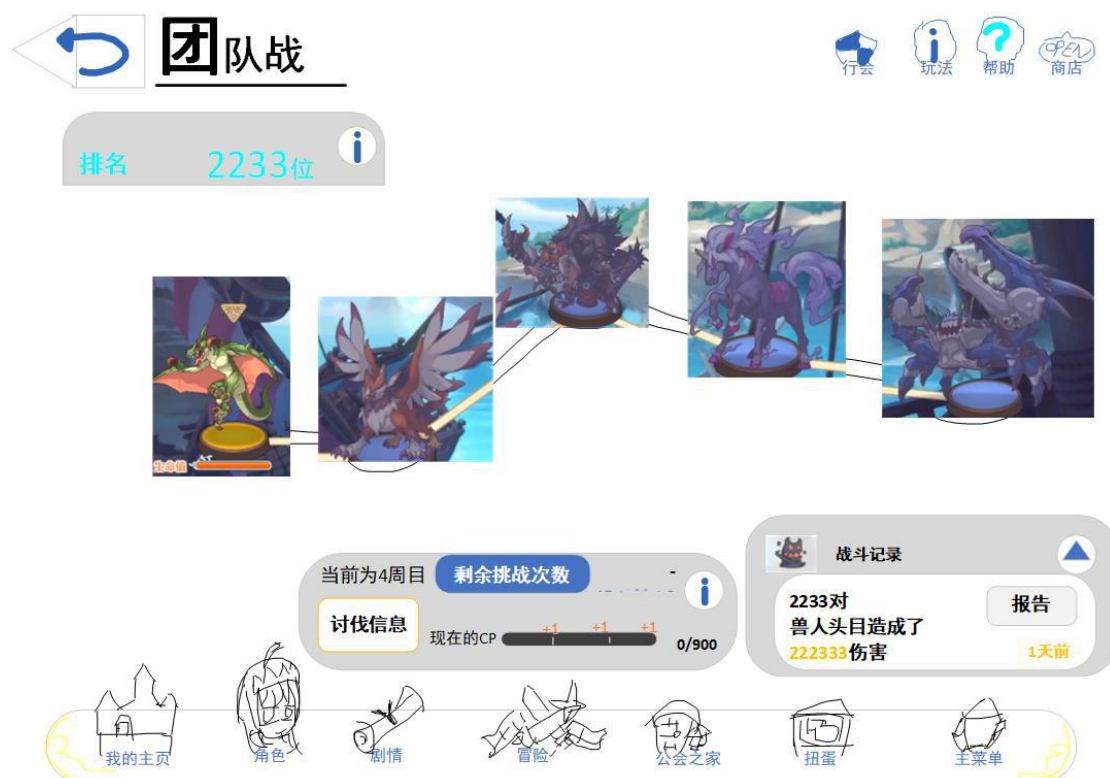 团队战
行会
玩法
帮助
OPEN
商店
排名 2233位
生命值
当前为4周目 剩余挑战次数
讨伐信息
现在的CP
+1 +1 +1
0/900
战斗记录
2233对
兽人头目造成了
222333伤害
报告
1天前
我的主页
角色
剧情
冒险
公会之家
扭蛋
主菜单